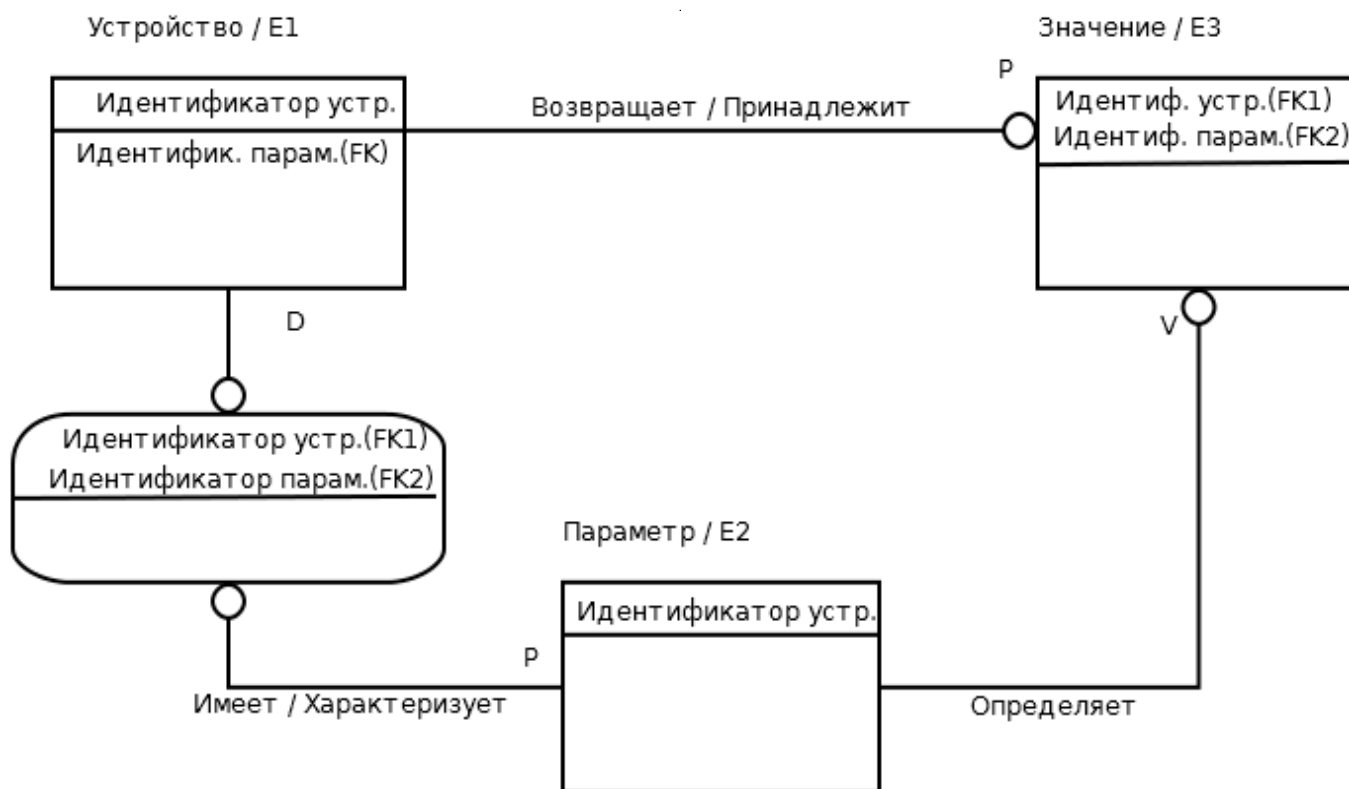 Устройство / E1
Значение / E3
P
Идентификатор устр.
Идентифик. парам.(FK)
Возвращает / Принадлежит
Идентиф. устр.(FK1)
Идентиф. парам.(FK2)
D
V
Идентификатор устр.(FK1)
Идентификатор парам.(FK2)
Параметр / E2
Идентификатор устр.
P
Имеет / Характеризует
Определяет